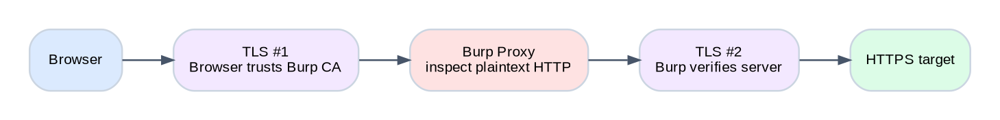 Browser
TLS #1
Browser trusts Burp CA
Burp Proxy
inspect plaintext HTTP
TLS #2
Burp verifies server
HTTPS target